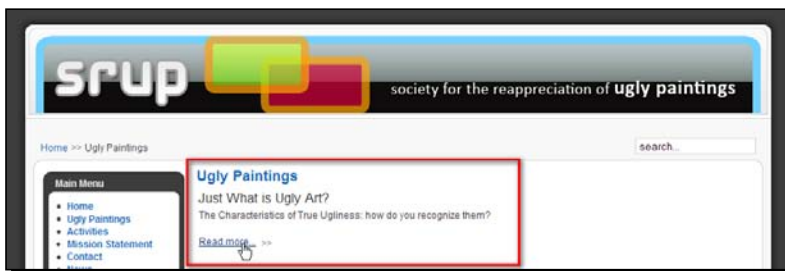 srup
society for the reappreciation of ugly paintings
Home >> Ugly Paintings
search...
Main Menu
Home
Ugly Paintings
Activities
Mission Statement
Contact
News
Ugly Paintings
Just What is Ugly Art?
The Characteristics of True Ugliness: how do you recognize them?
Read more... >>